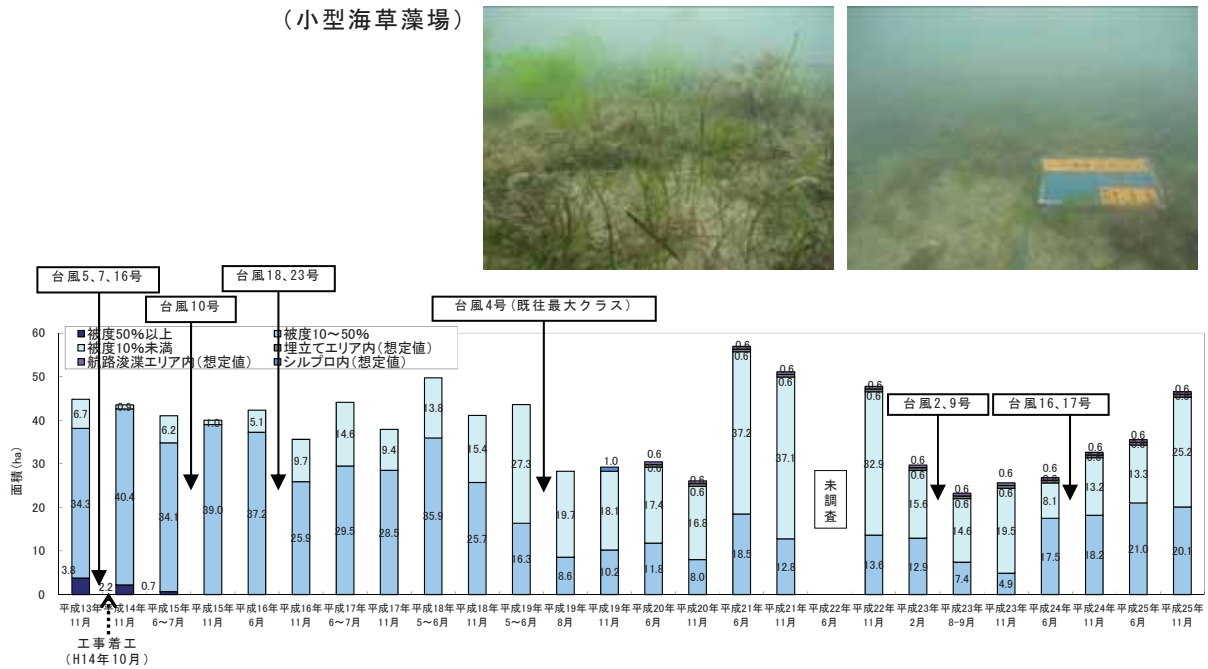 （小型海草藻場）
台風5、7、16号
台風10号
台風18、23号
台風4号（既往最大クラス）
台風2、9号
台風16、17号
被度50％以上
被度10～50％
被度10％未満
埋立てエリア内（想定値）
航路浚渫エリア内（想定値）
シルプロ内（想定値）
面積（ha）
60
50
40
30
20
10
0
6.7
34.3
3.8
0.9
40.4
2.2
6.2
34.1
0.7
1.0
39.0
5.1
37.2
9.7
25.9
14.6
29.5
9.4
28.5
13.8
35.9
15.4
25.7
27.3
16.3
19.7
8.6
1.0
18.1
10.2
0.6
0.6
17.4
11.8
0.6
0.6
16.8
8.0
0.6
0.6
37.2
18.5
0.6
0.6
37.1
12.8
未調査
0.6
0.6
32.9
13.6
0.6
0.6
15.6
12.9
0.6
0.6
14.6
7.4
0.6
0.6
19.5
4.9
0.6
8.1
17.5
0.6
13.2
18.2
0.6
13.3
21.0
0.6
25.2
20.1
平成13年
11月
平成14年
11月
平成15年
6～7月
平成15年
11月
平成16年
6月
平成16年
11月
平成17年
6～7月
平成17年
11月
平成18年
5～6月
平成18年
11月
平成19年
5～6月
平成19年
8月
平成19年
11月
平成20年
6月
平成20年
11月
平成21年
6月
平成21年
11月
平成22年
6月
平成22年
11月
平成23年
2月
平成23年
8-9月
平成23年
11月
平成24年
6月
平成24年
11月
平成25年
6月
平成25年
11月
工事着工
（H14年10月）